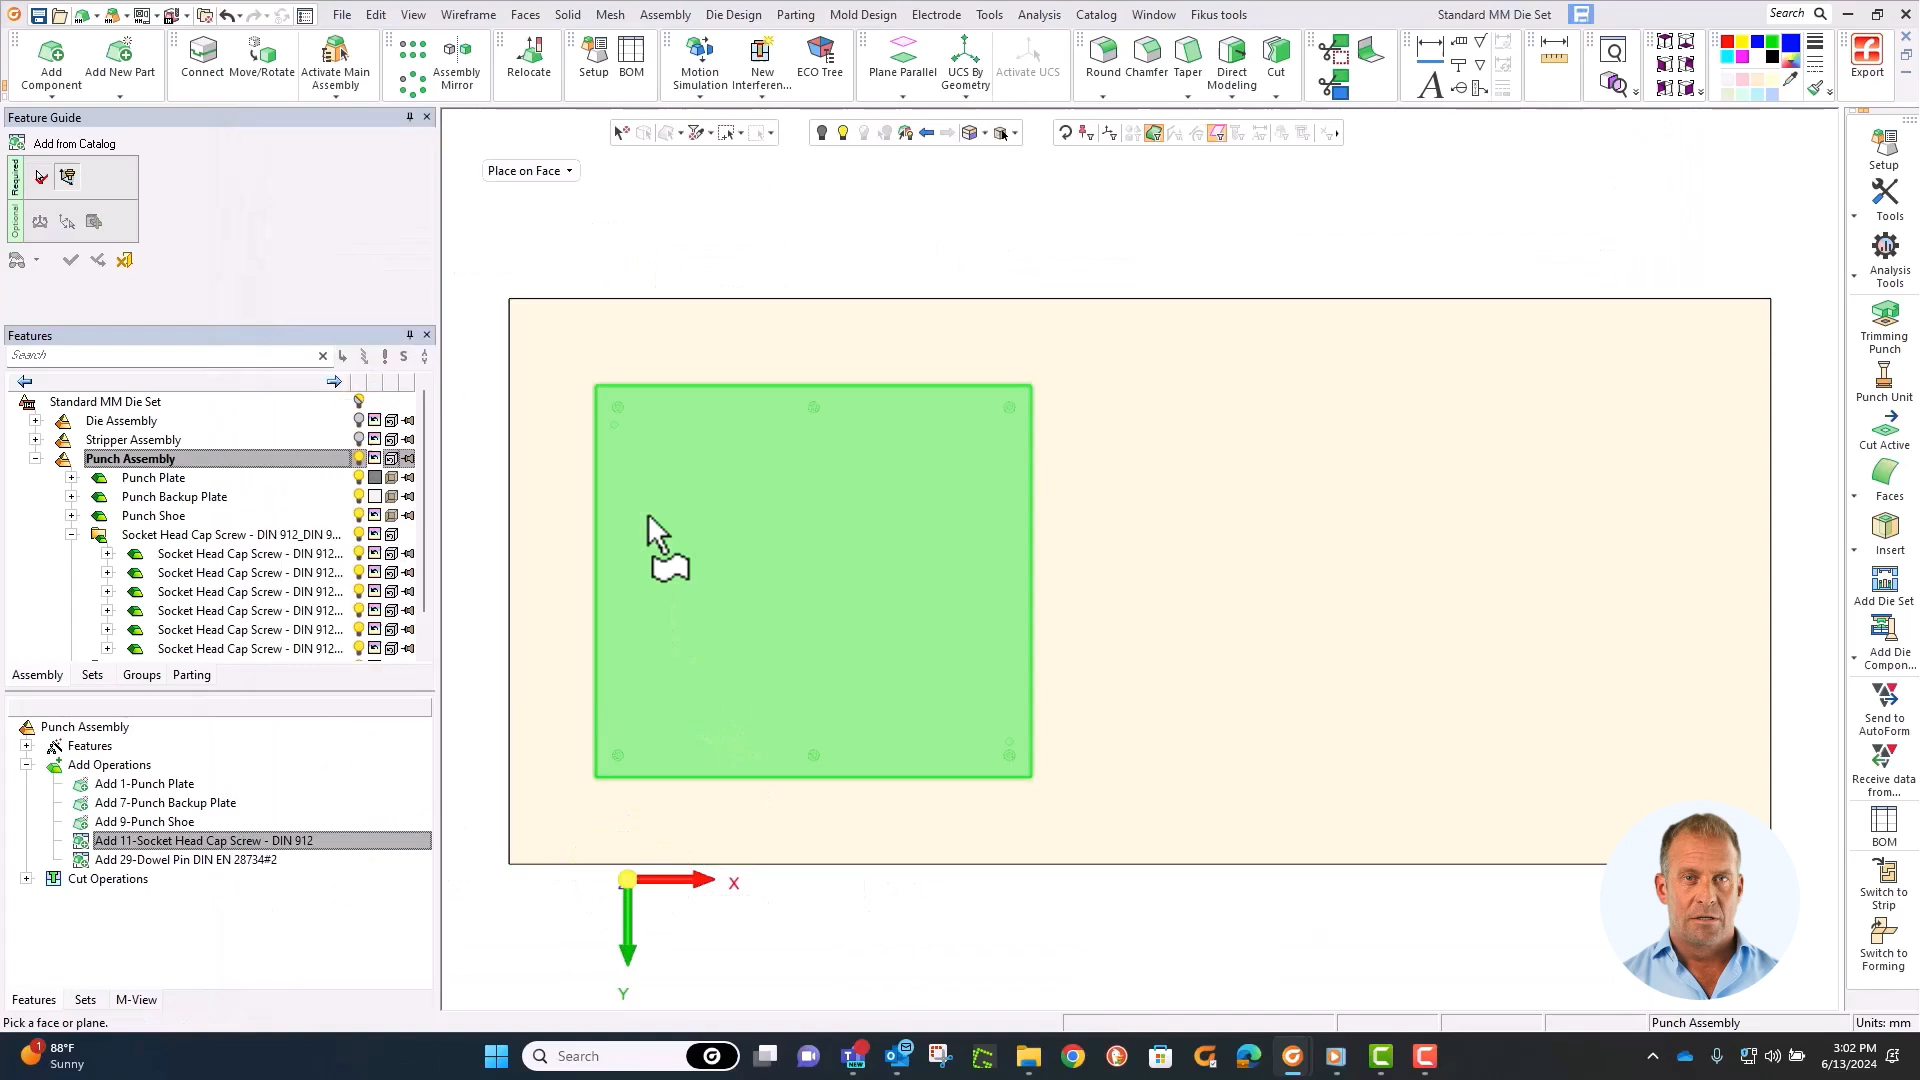 File Edit View Wireframe Faces Solid Mesh Assembly Die Design Parting Mold Design Electrode Tools Analysis Catalog Window Fikus tools
Standard MM Die Set
Search
Add Component
Add New Part
Connect
Move/Rotate
Activate Main Assembly
Assembly Mirror
Relocate
Setup
BOM
Motion Simulation
New Interferen...
ECO Tree
Plane Parallel
UCS By Geometry
Activate UCS
Round
Chamfer
Taper
Direct Modeling
Cut
Export
Feature Guide
Add from Catalog
Required
Optional
Place on Face
Features
Search
S
Standard MM Die Set
Die Assembly
Stripper Assembly
Punch Assembly
Punch Plate
Punch Backup Plate
Punch Shoe
Socket Head Cap Screw - DIN 912_DIN 9...
Socket Head Cap Screw - DIN 912...
Socket Head Cap Screw - DIN 912...
Socket Head Cap Screw - DIN 912...
Socket Head Cap Screw - DIN 912...
Socket Head Cap Screw - DIN 912...
Socket Head Cap Screw - DIN 912...
Assembly Sets Groups Parting
Punch Assembly
Features
Add Operations
Add 1-Punch Plate
Add 7-Punch Backup Plate
Add 9-Punch Shoe
Add 11-Socket Head Cap Screw - DIN 912
Add 29-Dowel Pin DIN EN 28734#2
Cut Operations
Features Sets M-View
Pick a face or plane.
X
Y
Setup
Tools
Analysis Tools
Trimming Punch
Punch Unit
Cut Active
Faces
Insert
Add Die Set
Add Die Compon...
Send to AutoForm
Receive data from...
BOM
Switch to Strip
Switch to Forming
Punch Assembly
Units: mm
1
88°F
Sunny
Search
NEW
3:02 PM
6/13/2024